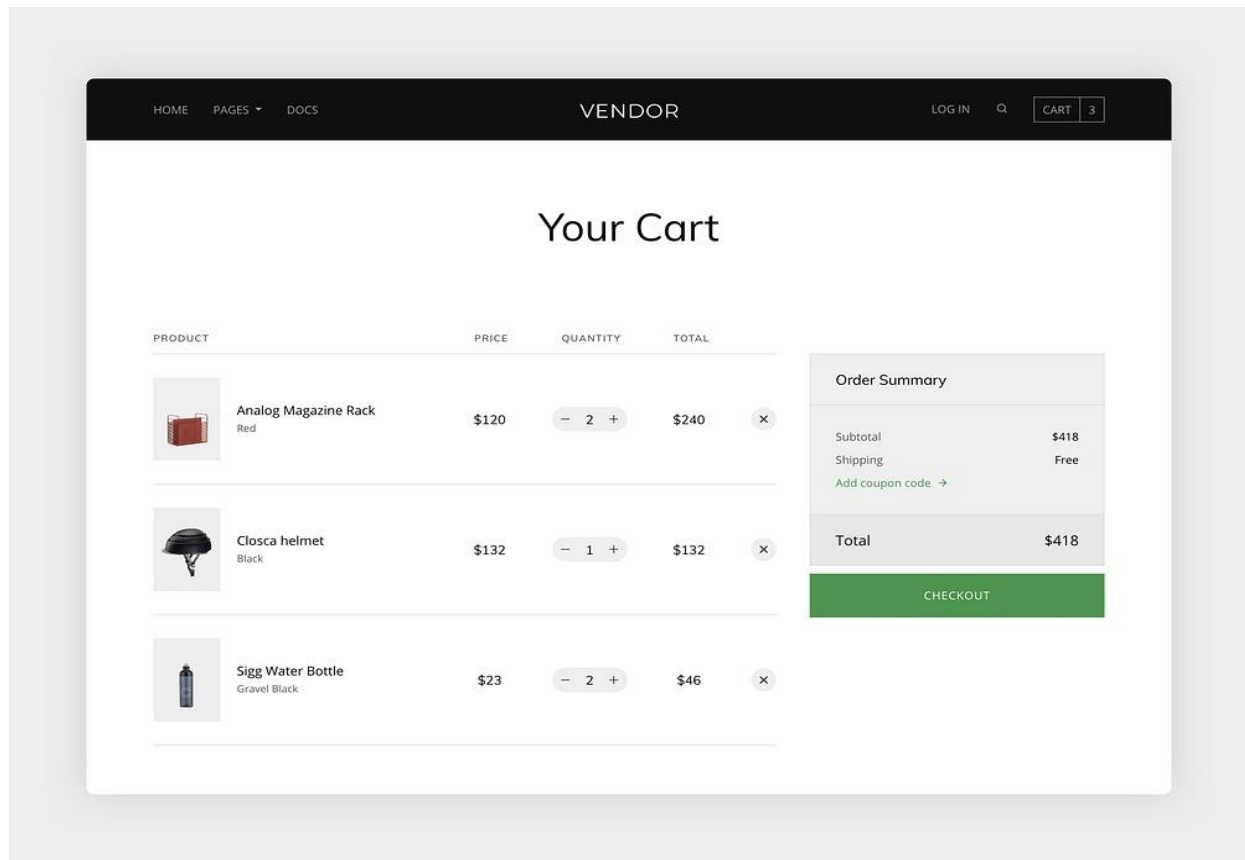 HOME PAGES DOCS VENDOR LOG IN CART 3
Your Cart
PRODUCT PRICE QUANTITY TOTAL
Analog Magazine Rack
Red
$120 − 2 + $240 ×
Closca helmet
Black
$132 − 1 + $132 ×
Sigg Water Bottle
Gravel Black
$23 − 2 + $46 ×
Order Summary
Subtotal $418
Shipping Free
Add coupon code →
Total $418
CHECKOUT